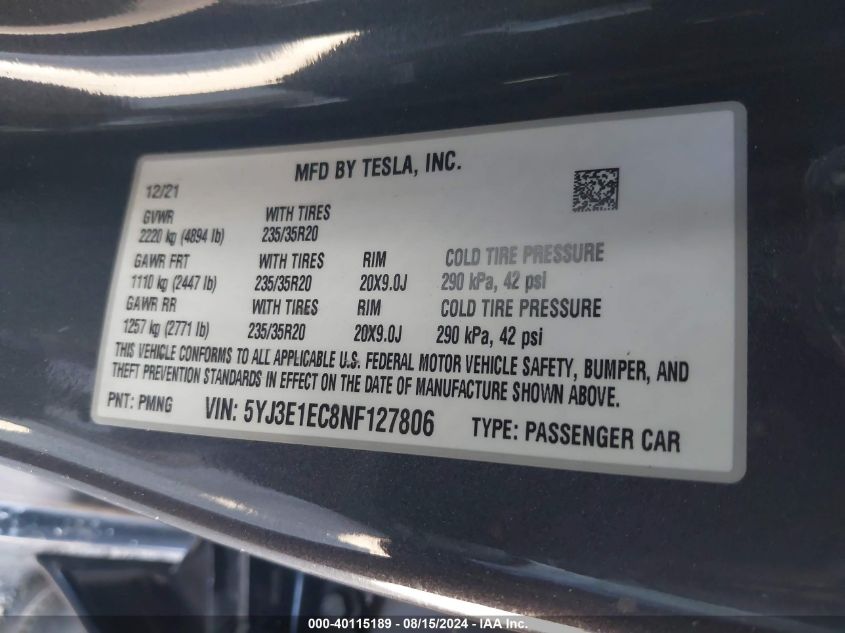 MFD BY TESLA, INC.
12/21
GVWR WITH TIRES
2220 kg (4894 lb) 235/35R20
GAWR FRT WITH TIRES RIM COLD TIRE PRESSURE
1110 kg (2447 lb) 235/35R20 20X9.0J 290 kPa, 42 psi
GAWR RR WITH TIRES RIM COLD TIRE PRESSURE
1257 kg (2771 lb) 235/35R20 20X9.0J 290 kPa, 42 psi
THIS VEHICLE CONFORMS TO ALL APPLICABLE U.S. FEDERAL MOTOR VEHICLE SAFETY, BUMPER, AND
THEFT PREVENTION STANDARDS IN EFFECT ON THE DATE OF MANUFACTURE SHOWN ABOVE.
PNT: PMNG VIN: 5YJ3E1EC8NF127806 TYPE: PASSENGER CAR
000-40115189 - 08/15/2024 - IAA Inc.